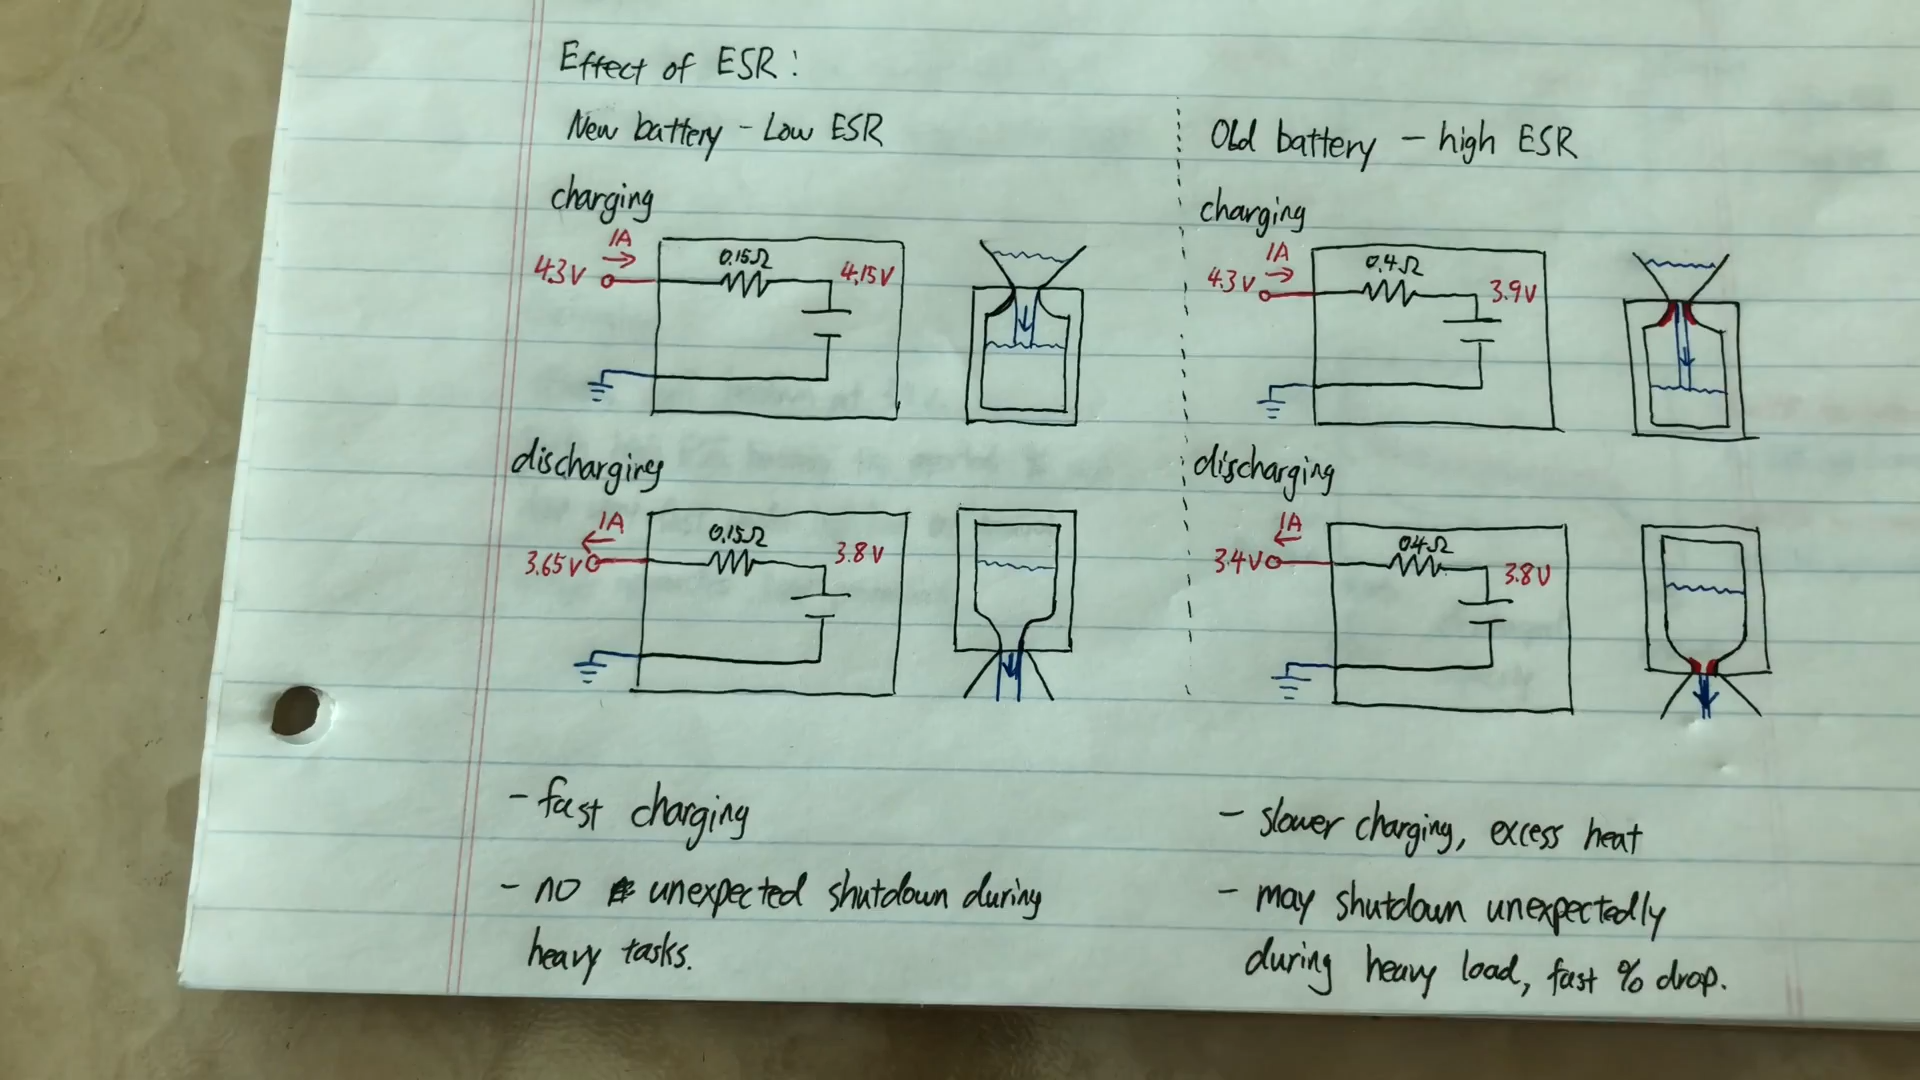 Effect of ESR:
New battery - Low ESR
charging
1A
4.3V
0.15Ω
4.15V
discharging
1A
3.65V
0.15Ω
3.8V
- fast charging
- no unexpected shutdown during
heavy tasks.
Old battery - high ESR
charging
1A
4.3V
0.4Ω
3.9V
discharging
1A
3.4V
0.4Ω
3.8V
- slower charging, excess heat
- may shutdown unexpectedly
during heavy load, fast % drop.